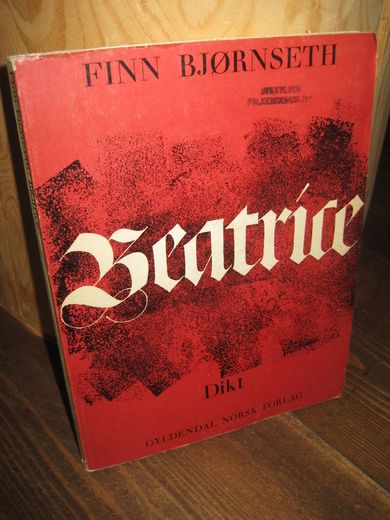 FINN BJØRNSETH
Beatrice
Dikt
GYLDENDAL NORSK FORLAG